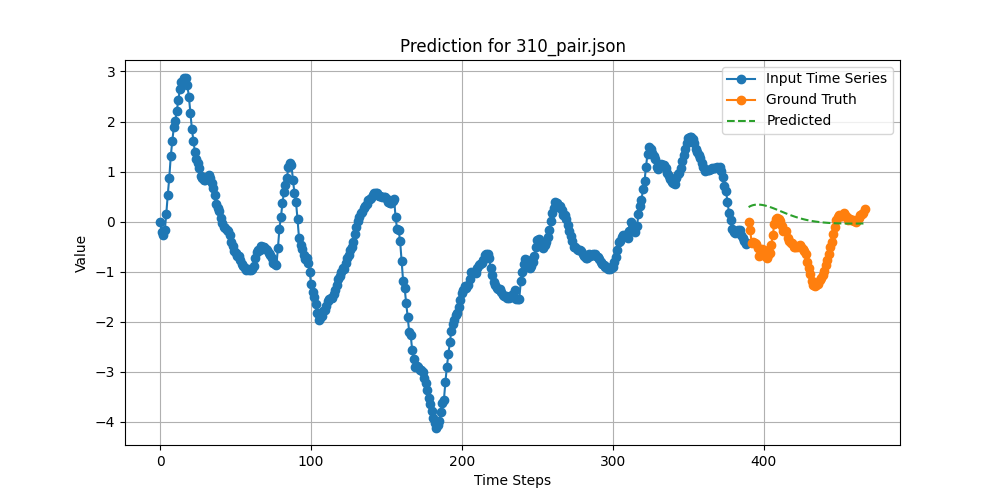 Prediction for 310_pair.json
Input Time Series
Ground Truth
Predicted
3
2
1
0
−1
−2
−3
−4
Value
0 100 200 300 400
Time Steps